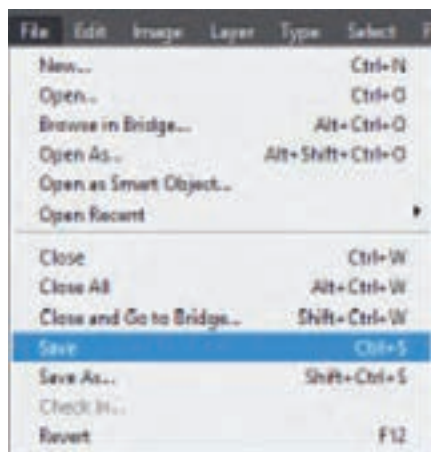 File Edit Image Layer Type Select F
New... Ctrl+N
Open... Ctrl+O
Browse in Bridge... Alt+Ctrl+O
Open As... Alt+Shift+Ctrl+O
Open as Smart Object...
Open Recent
Close Ctrl+W
Close All Alt+Ctrl+W
Close and Go to Bridge... Shift+Ctrl+W
Save Ctrl+S
Save As... Shift+Ctrl+S
Check In...
Revert F12